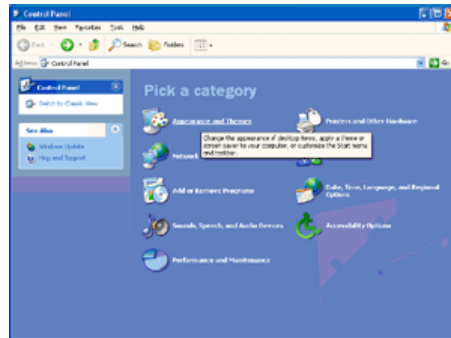 Control Panel
File Edit View Favorites Tools Help
Back Search Folders
Address Control Panel Go
Control Panel
Switch to Classic View
See Also
Windows Update
Help and Support
Pick a category
Appearance and Themes
Printers and Other Hardware
Change the appearance of desktop items, apply a theme or
screen saver to your computer, or customize the Start menu
and taskbar.
Network
Add or Remove Programs
Date, Time, Language, and Regional
Options
Sounds, Speech, and Audio Devices
Accessibility Options
Performance and Maintenance